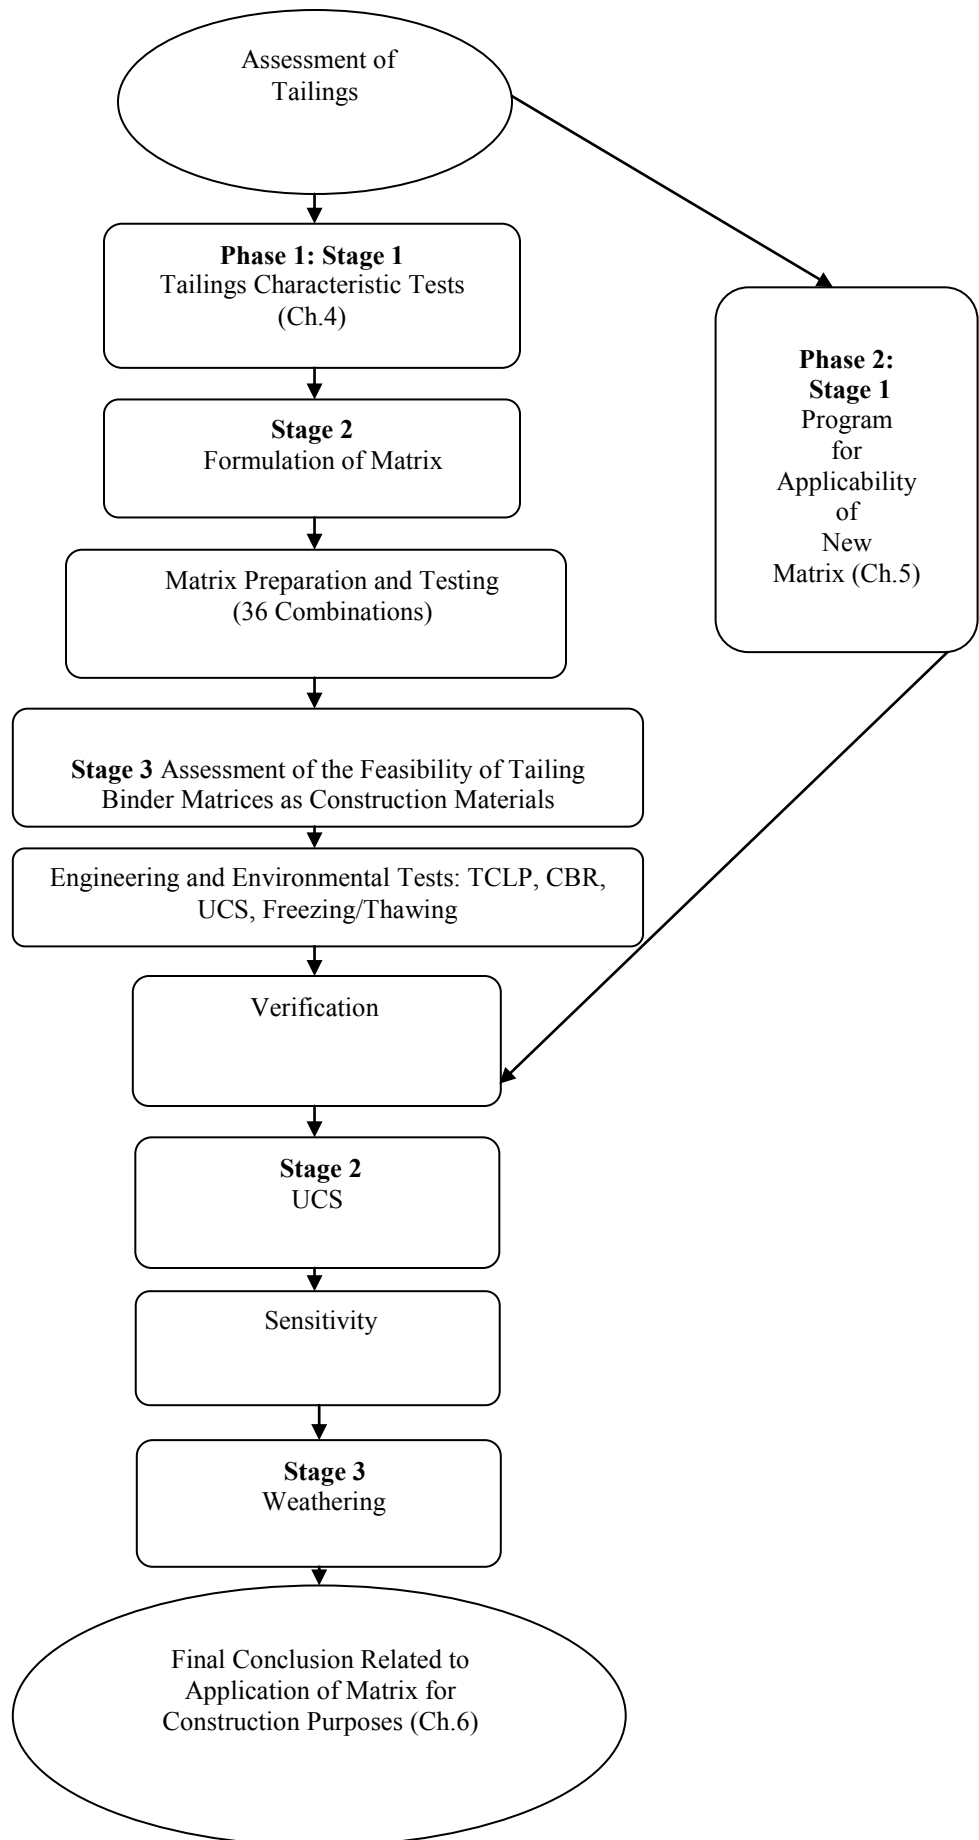 Assessment of
Tailings
Phase 1: Stage 1
Tailings Characteristic Tests
(Ch.4)
Stage 2
Formulation of Matrix
Matrix Preparation and Testing
(36 Combinations)
Stage 3 Assessment of the Feasibility of Tailing
Binder Matrices as Construction Materials
Engineering and Environmental Tests: TCLP, CBR,
UCS, Freezing/Thawing
Phase 2:
Stage 1
Program
for
Applicability
of
New
Matrix (Ch.5)
Verification
Stage 2
UCS
Sensitivity
Stage 3
Weathering
Final Conclusion Related to
Application of Matrix for
Construction Purposes (Ch.6)